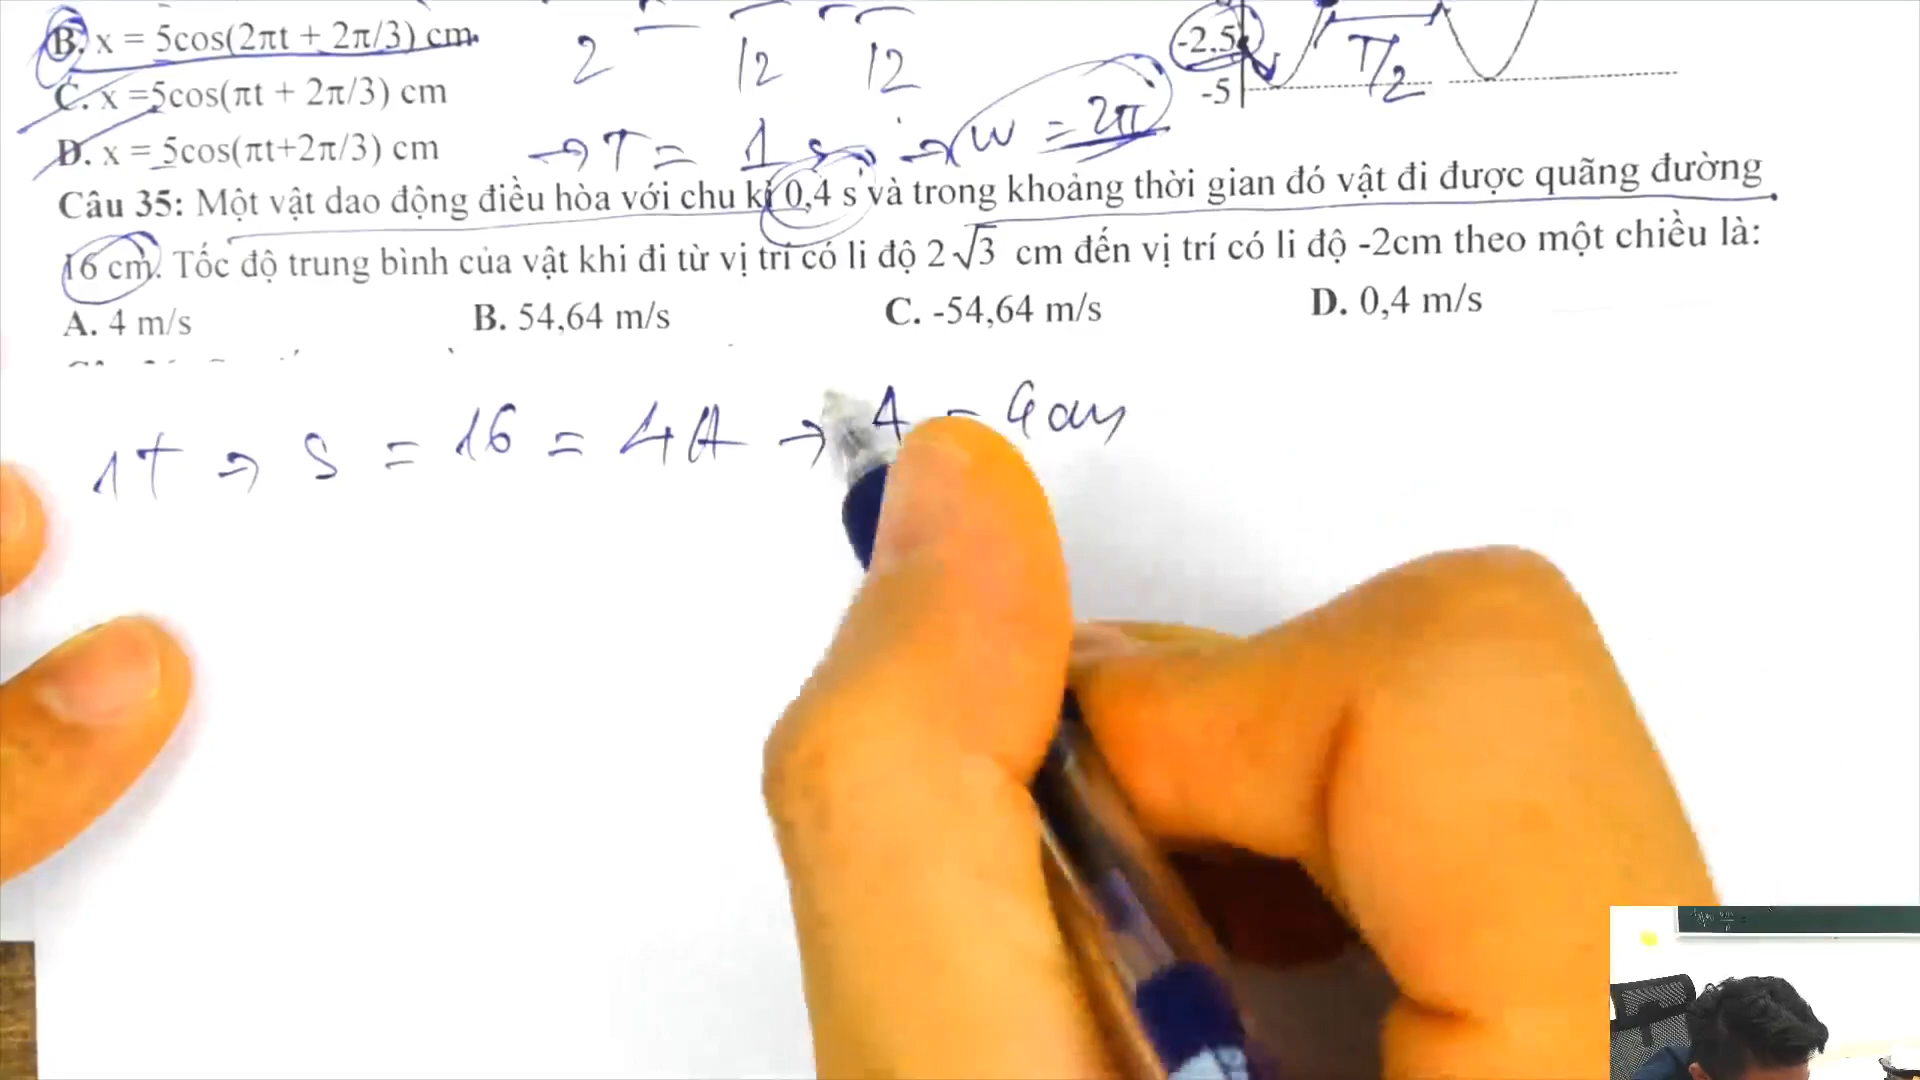 B. x = 5cos(2πt + 2π/3) cm.
2 12 12
-2,5
T/2
C. x =5cos(πt + 2π/3) cm
-5
D. x = 5cos(πt+2π/3) cm
→ T = 1 s → w = 2π
Câu 35: Một vật dao động điều hòa với chu kì 0,4 s và trong khoảng thời gian đó vật đi được quãng đường
16 cm. Tốc độ trung bình của vật khi đi từ vị trí có li độ 2√3 cm đến vị trí có li độ -2cm theo một chiều là:
A. 4 m/s B. 54,64 m/s C. -54,64 m/s D. 0,4 m/s
1T → S = 16 = 4A → A = 4cm